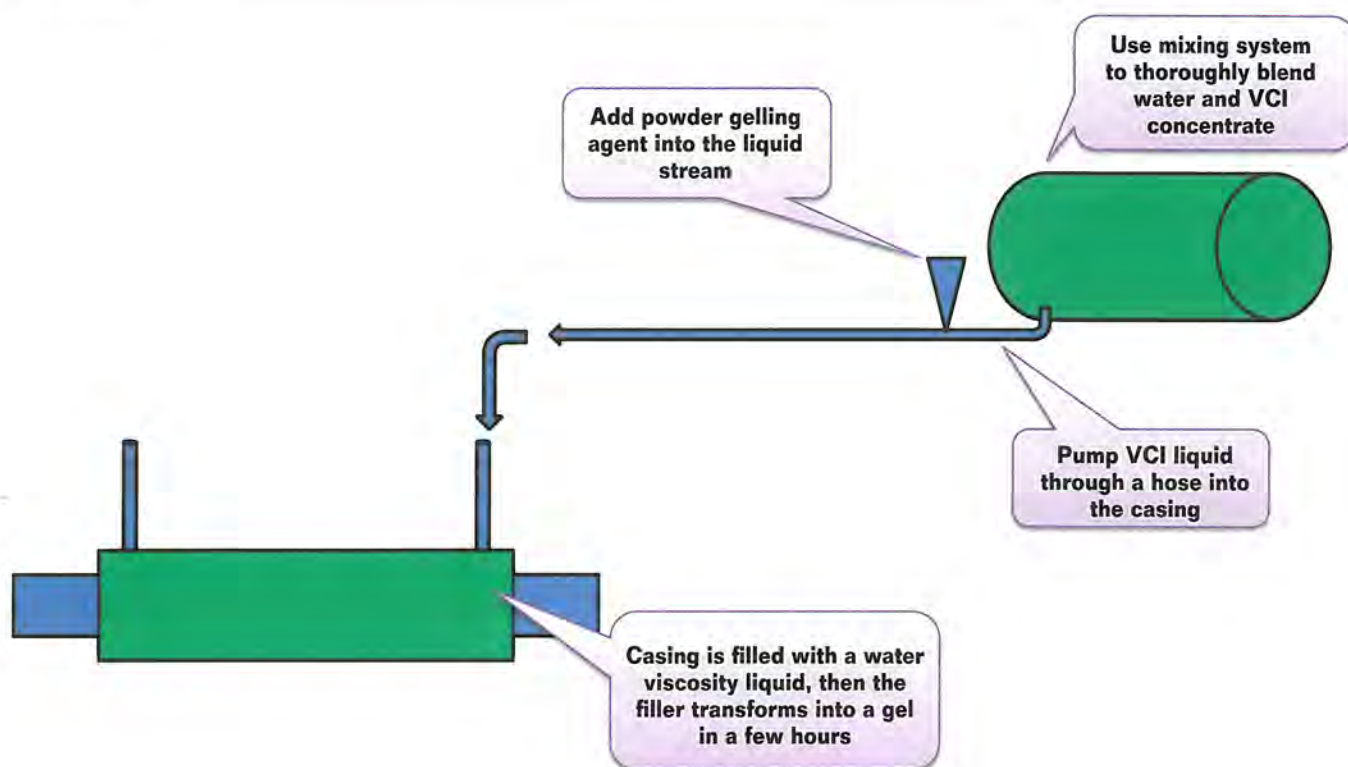 Use mixing system
to thoroughly blend
water and VCI
concentrate
Add powder gelling
agent into the liquid
stream
Pump VCI liquid
through a hose into
the casing
Casing is filled with a water
viscosity liquid, then the
filler transforms into a gel
in a few hours